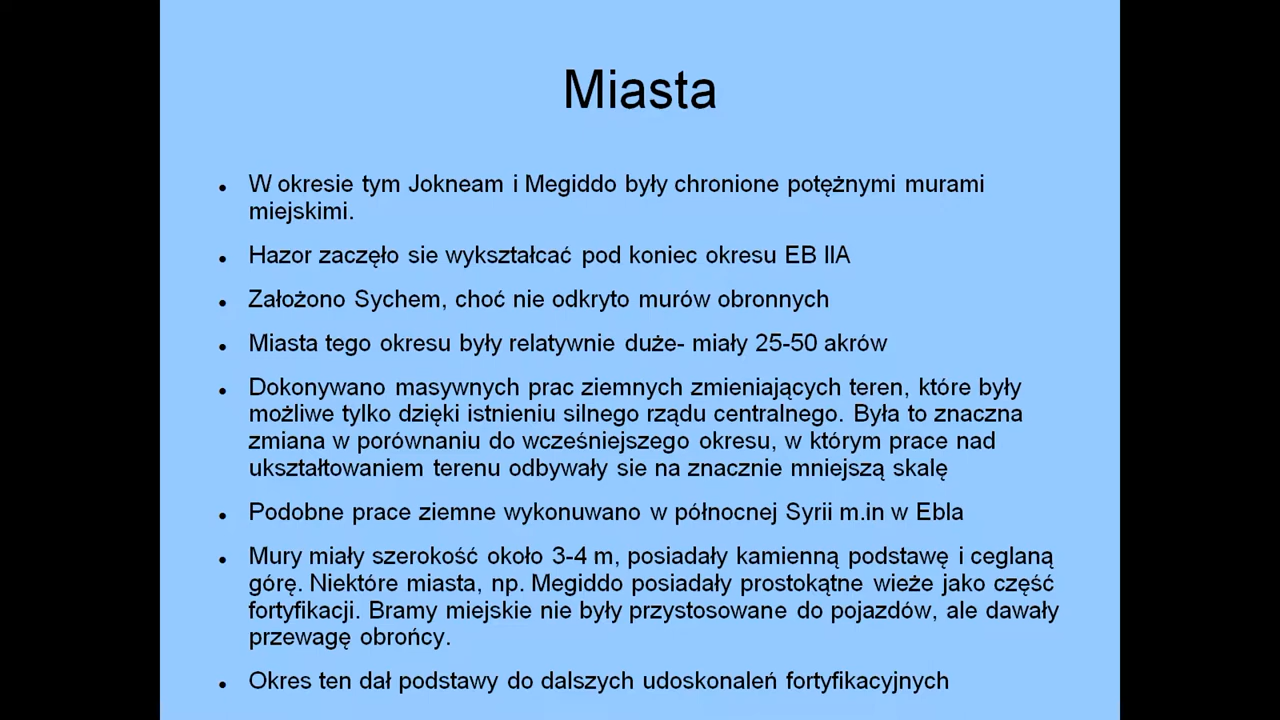 Miasta
W okresie tym Jokneam i Megiddo były chronione potężnymi murami
miejskimi.
Hazor zaczęło sie wykształcać pod koniec okresu EB IIA
Założono Sychem, choć nie odkryto murów obronnych
Miasta tego okresu były relatywnie duże- miały 25-50 akrów
Dokonywano masywnych prac ziemnych zmieniających teren, które były
możliwe tylko dzięki istnieniu silnego rządu centralnego. Była to znaczna
zmiana w porównaniu do wcześniejszego okresu, w którym prace nad
ukształtowaniem terenu odbywały sie na znacznie mniejszą skalę
Podobne prace ziemne wykonuwano w północnej Syrii m.in w Ebla
Mury miały szerokość około 3-4 m, posiadały kamienną podstawę i ceglaną
górę. Niektóre miasta, np. Megiddo posiadały prostokątne wieże jako część
fortyfikacji. Bramy miejskie nie były przystosowane do pojazdów, ale dawały
przewagę obrońcy.
Okres ten dał podstawy do dalszych udoskonaleń fortyfikacyjnych